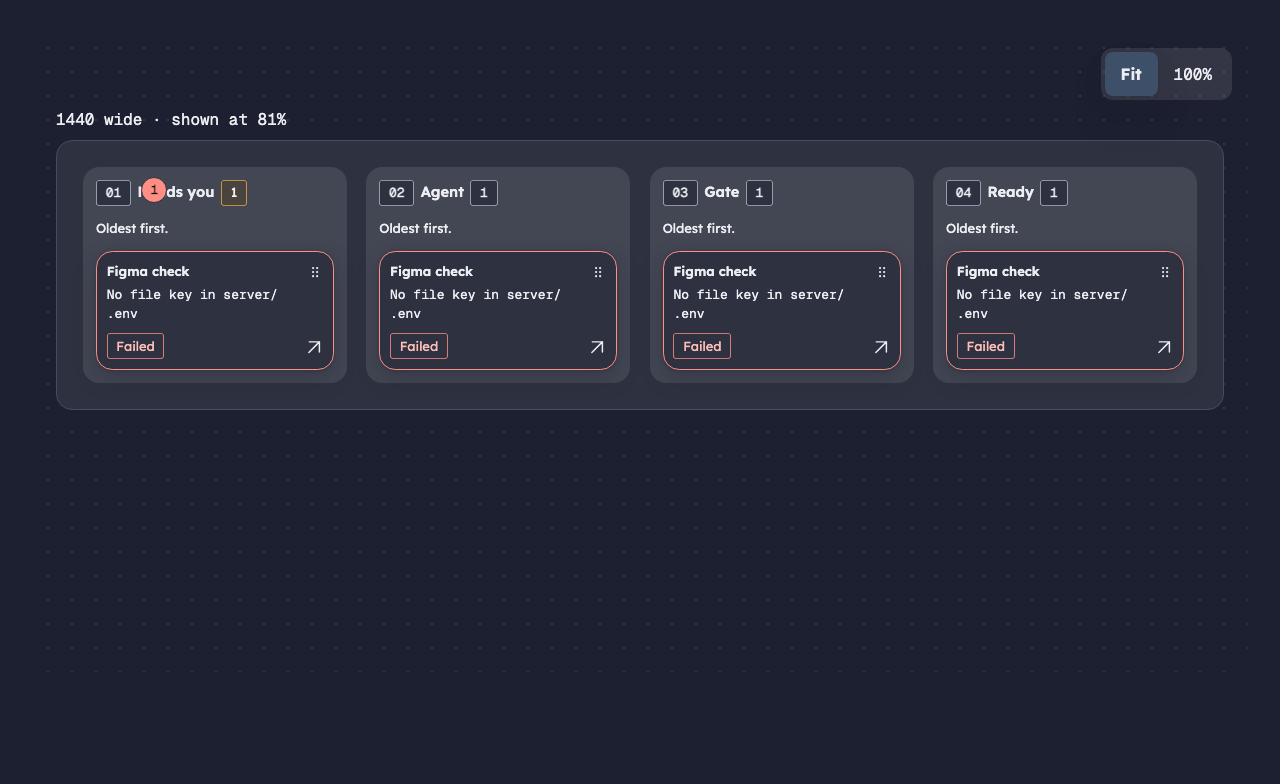 Fit 100%
1440 wide · shown at 81%
01 1 ds you 1
02 Agent 1
03 Gate 1
04 Ready 1
Oldest first.
Oldest first.
Oldest first.
Oldest first.
Figma check
No file key in server/
.env
Failed
Figma check
No file key in server/
.env
Failed
Figma check
No file key in server/
.env
Failed
Figma check
No file key in server/
.env
Failed